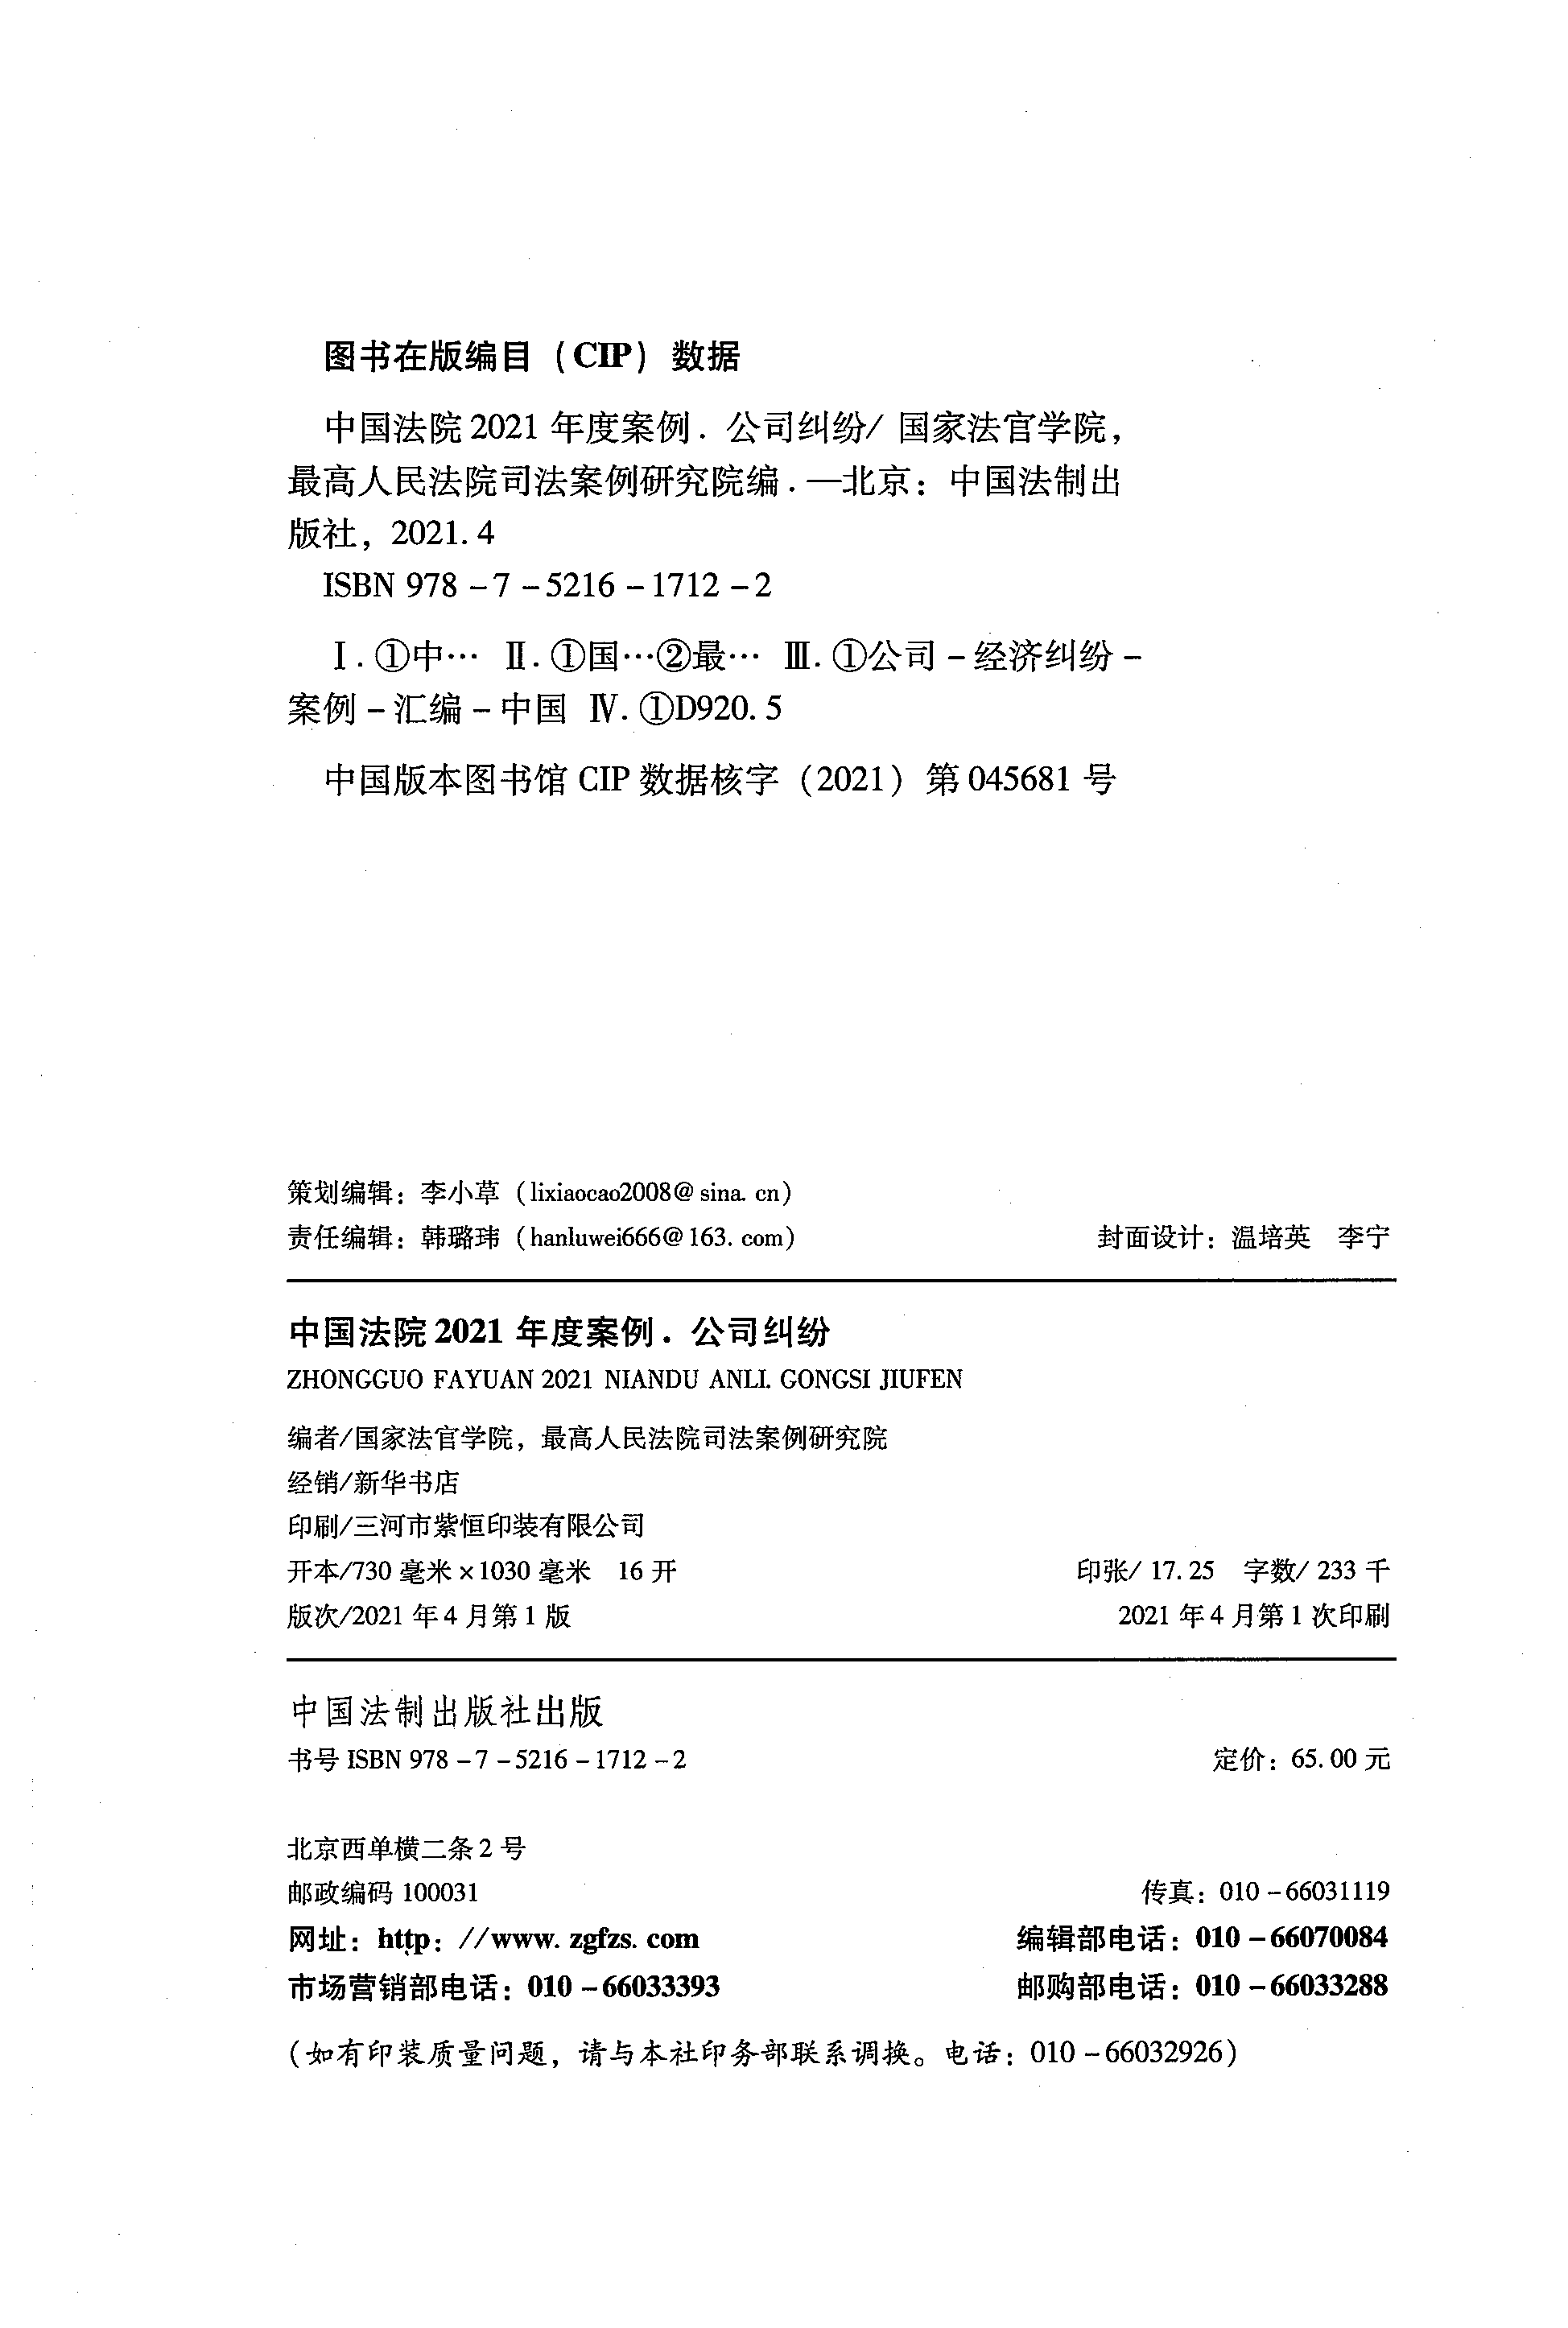 图书在版编目（CIP）数据
中国法院2021年度案例．公司纠纷/ 国家法官学院，
最高人民法院司法案例研究院编．—北京：中国法制出
版社，2021.4
ISBN 978-7-5216-1712-2
Ⅰ.①中… Ⅱ.①国…②最… Ⅲ.①公司-经济纠纷-
案例-汇编-中国 Ⅳ.①D920.5
中国版本图书馆CIP数据核字（2021）第045681号
策划编辑：李小草（lixiaocao2008@sina.cn）
责任编辑：韩璐玮（hanluwei666@163.com） 封面设计：温培英 李宁
中国法院2021年度案例．公司纠纷
ZHONGGUO FAYUAN 2021 NIANDU ANLI. GONGSI JIUFEN
编者/国家法官学院，最高人民法院司法案例研究院
经销/新华书店
印刷/三河市紫恒印装有限公司
开本/730毫米×1030毫米 16开 印张/ 17.25 字数/ 233千
版次/2021年4月第1版 2021年4月第1次印刷
中国法制出版社出版
书号ISBN 978-7-5216-1712-2 定价：65.00元
北京西单横二条2号
邮政编码100031 传真：010-66031119
网址：http：//www.zgfzs.com 编辑部电话：010-66070084
市场营销部电话：010-66033393 邮购部电话：010-66033288
（如有印装质量问题，请与本社印务部联系调换。电话：010-66032926）